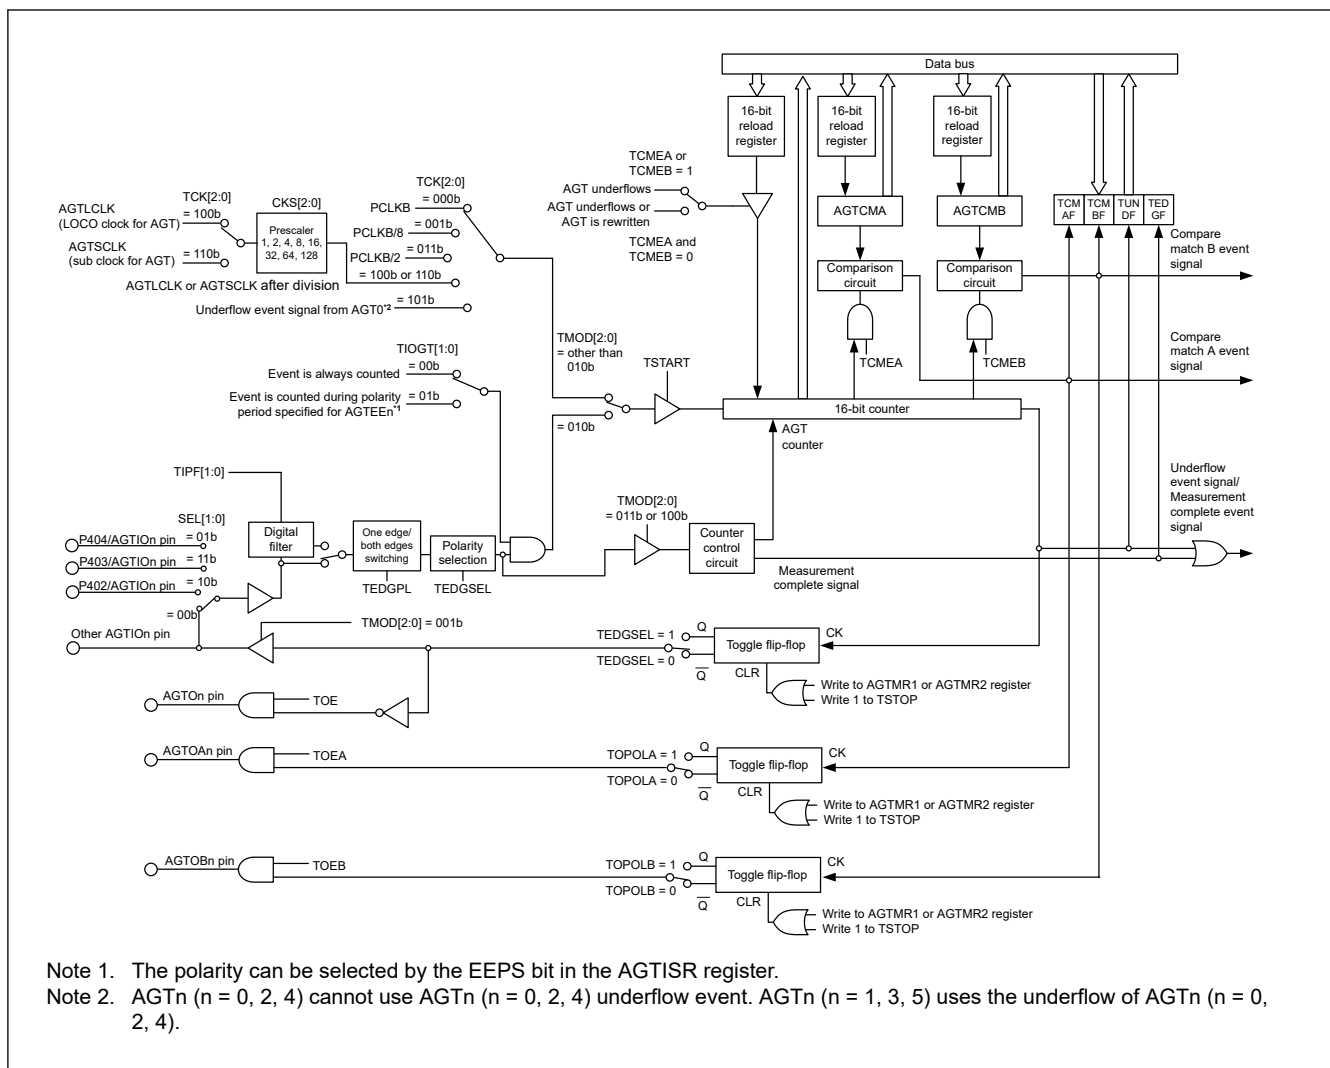 Data bus
16-bit
reload
register
16-bit
reload
register
16-bit
reload
register
TCMEA or
TCMEB = 1
AGT underflows
AGT underflows or
AGT is rewritten
TCMEA and
TCMEB = 0
AGTCMA
AGTCMB
TCM
AF
TCM
BF
TUN
DF
TED
GF
Comparison
circuit
Comparison
circuit
TCMEA
TCMEB
Compare
match B event
signal
Compare
match A event
signal
TCK[2:0]
= 000b
PCLKB
= 001b
PCLKB/8
= 011b
PCLKB/2
= 100b or 110b
AGTLCLK or AGTSCLK after division
= 101b
Underflow event signal from AGT0*2
TCK[2:0]
AGTLCLK
(LOCO clock for AGT)
= 100b
AGTSCLK
(sub clock for AGT)
= 110b
CKS[2:0]
Prescaler
1, 2, 4, 8, 16,
32, 64, 128
TIOGT[1:0]
= 00b
Event is always counted
Event is counted during polarity
period specified for AGTEEn*1
= 01b
TMOD[2:0]
= other than
010b
= 010b
TSTART
16-bit counter
AGT
counter
TIPF[1:0]
SEL[1:0]
P404/AGTIOn pin
= 01b
P403/AGTIOn pin
= 11b
P402/AGTIOn pin
= 10b
= 00b
Other AGTIOn pin
Digital
filter
One edge/
both edges
switching
TEDGPL
Polarity
selection
TEDGSEL
TMOD[2:0]
= 011b or 100b
Counter
control
circuit
Measurement
complete signal
Underflow
event signal/
Measurement
complete event
signal
TMOD[2:0] = 001b
TEDGSEL = 1
TEDGSEL = 0
Q
Q
Toggle flip-flop
CK
CLR
Write to AGTMR1 or AGTMR2 register
Write 1 to TSTOP
AGTOn pin
TOE
AGTOAn pin
TOEA
TOPOLA = 1
TOPOLA = 0
Q
Q
Toggle flip-flop
CK
CLR
Write to AGTMR1 or AGTMR2 register
Write 1 to TSTOP
AGTOBn pin
TOEB
TOPOLB = 1
TOPOLB = 0
Q
Q
Toggle flip-flop
CK
CLR
Write to AGTMR1 or AGTMR2 register
Write 1 to TSTOP
Note 1. The polarity can be selected by the EEPS bit in the AGTISR register.
Note 2. AGTn (n = 0, 2, 4) cannot use AGTn (n = 0, 2, 4) underflow event. AGTn (n = 1, 3, 5) uses the underflow of AGTn (n = 0,
2, 4).